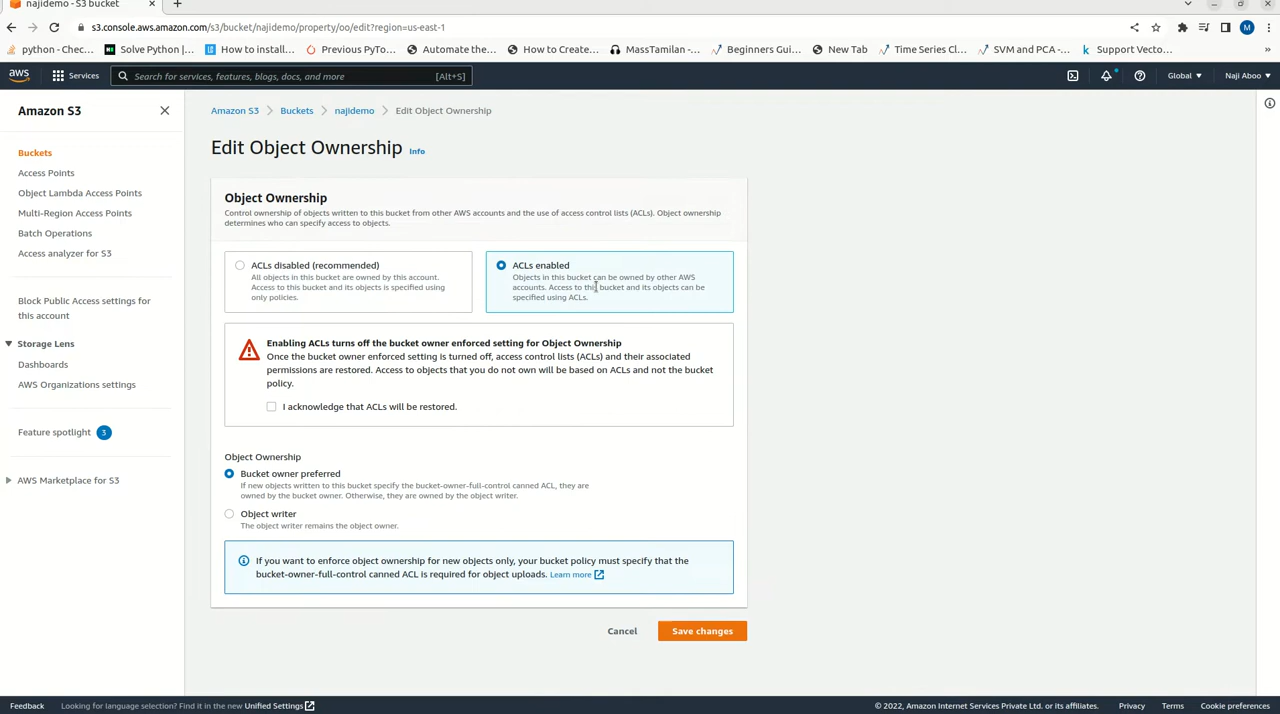 najidemo - S3 bucket
s3.console.aws.amazon.com/s3/bucket/najidemo/property/oo/edit?region=us-east-1
M
python - Chec...
Solve Python |...
How to install...
Previous PyTo...
Automate the...
How to Create...
MassTamilan -...
Beginners Gui...
New Tab
Time Series Cl...
SVM and PCA -...
Support Vecto...
»
aws
Services
Search for services, features, blogs, docs, and more
[Alt+S]
Global
Naji Aboo
Amazon S3
Buckets
Access Points
Object Lambda Access Points
Multi-Region Access Points
Batch Operations
Access analyzer for S3
Block Public Access settings for
this account
Storage Lens
Dashboards
AWS Organizations settings
Feature spotlight 3
AWS Marketplace for S3
Amazon S3 > Buckets > najidemo > Edit Object Ownership
Edit Object Ownership Info
Object Ownership
Control ownership of objects written to this bucket from other AWS accounts and the use of access control lists (ACLs). Object ownership
determines who can specify access to objects.
ACLs disabled (recommended)
All objects in this bucket are owned by this account.
Access to this bucket and its objects is specified using
only policies.
ACLs enabled
Objects in this bucket can be owned by other AWS
accounts. Access to this bucket and its objects can be
specified using ACLs.
Enabling ACLs turns off the bucket owner enforced setting for Object Ownership
Once the bucket owner enforced setting is turned off, access control lists (ACLs) and their associated
permissions are restored. Access to objects that you do not own will be based on ACLs and not the bucket
policy.
I acknowledge that ACLs will be restored.
Object Ownership
Bucket owner preferred
If new objects written to this bucket specify the bucket-owner-full-control canned ACL, they are
owned by the bucket owner. Otherwise, they are owned by the object writer.
Object writer
The object writer remains the object owner.
If you want to enforce object ownership for new objects only, your bucket policy must specify that the
bucket-owner-full-control canned ACL is required for object uploads. Learn more
Cancel
Save changes
Feedback
Looking for language selection? Find it in the new Unified Settings
© 2022, Amazon Internet Services Private Ltd. or its affiliates.
Privacy
Terms
Cookie preferences